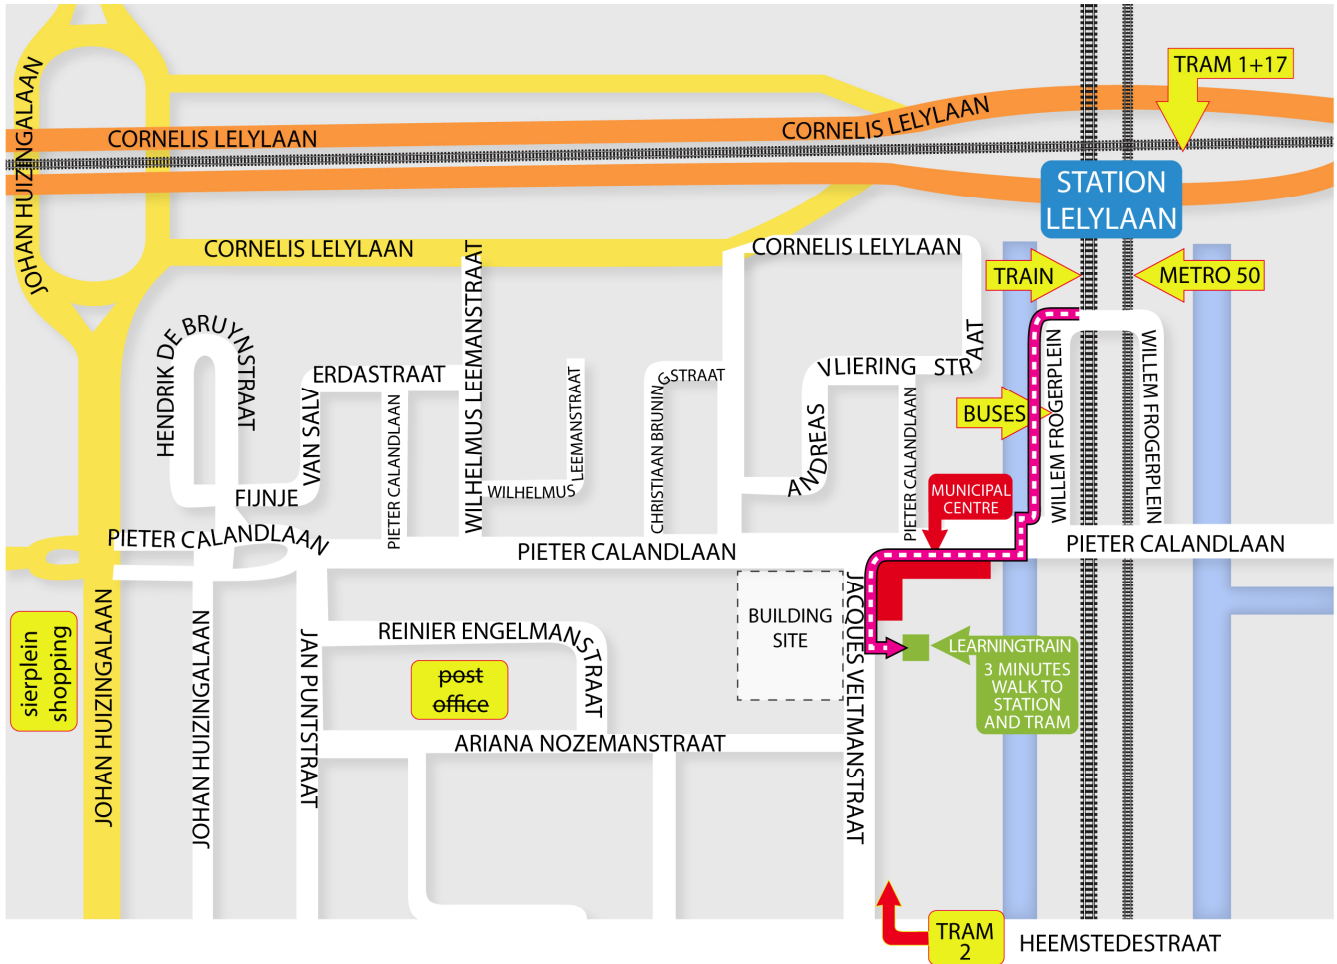 JOHAN HUIZINGALAAN
TRAM 1+17
CORNELIS LELYLAAN
CORNELIS LELYLAAN
STATION
LELYLAAN
CORNELIS LELYLAAN
CORNELIS LELYLAAN
TRAIN
METRO 50
HENDRIK DE BRUYNSTRAAT
FIJNJE VAN SALVERDASTRAAT
WILHELMUS LEEMANSTRAAT
WILHELMUS LEEMANSTRAAT
CHRISTIAAN BRUNINGSTRAAT
ANDREAS VLIERING STRAAT
PIETER CALANDLAAN
PIETER CALANDLAAN
BUSES
WILLEM FROGERPLEIN
WILLEM FROGERPLEIN
MUNICIPAL
CENTRE
PIETER CALANDLAAN
PIETER CALANDLAAN
PIETER CALANDLAAN
JOHAN HUIZINGALAAN
JOHAN HUIZINGALAAN
sierplein
shopping
JAN PUNTSTRAAT
REINIER ENGELMANSTRAAT
post
office
ARIANA NOZEMANSTRAAT
BUILDING
SITE
JACQUES VELTMANSTRAAT
LEARNINGTRAIN
3 MINUTES
WALK TO
STATION
AND TRAM
TRAM
2
HEEMSTEDESTRAAT